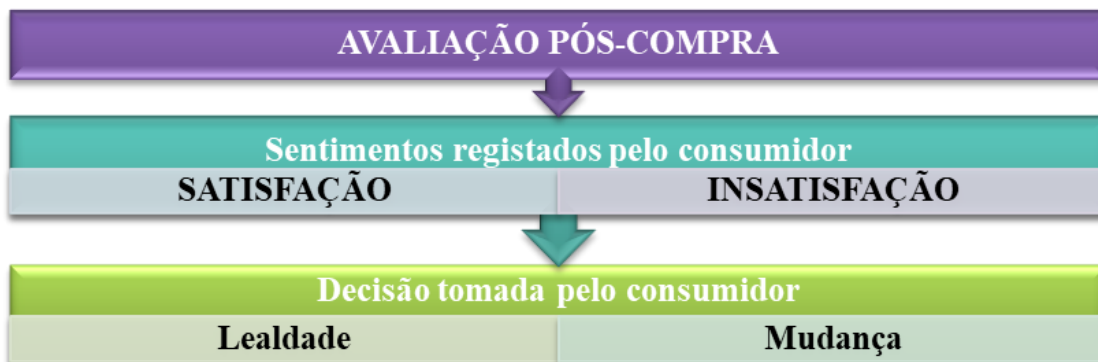 AVALIAÇÃO PÓS-COMPRA
Sentimentos registados pelo consumidor
SATISFAÇÃO
INSATISFAÇÃO
Decisão tomada pelo consumidor
Lealdade
Mudança